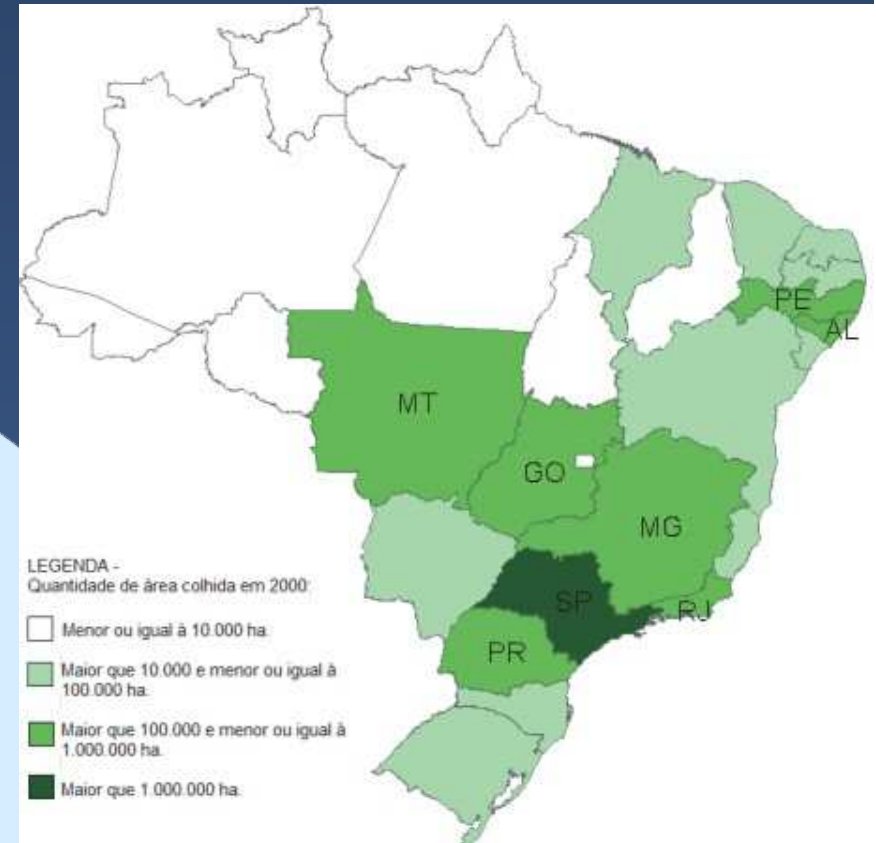 PE
AL
MT
GO
MG
SP
RJ
PR
LEGENDA -
Quantidade de área colhida em 2000:
Menor ou igual à 10.000 ha.
Maior que 10.000 e menor ou igual à
100.000 ha.
Maior que 100.000 e menor ou igual à
1.000.000 ha.
Maior que 1.000.000 ha.